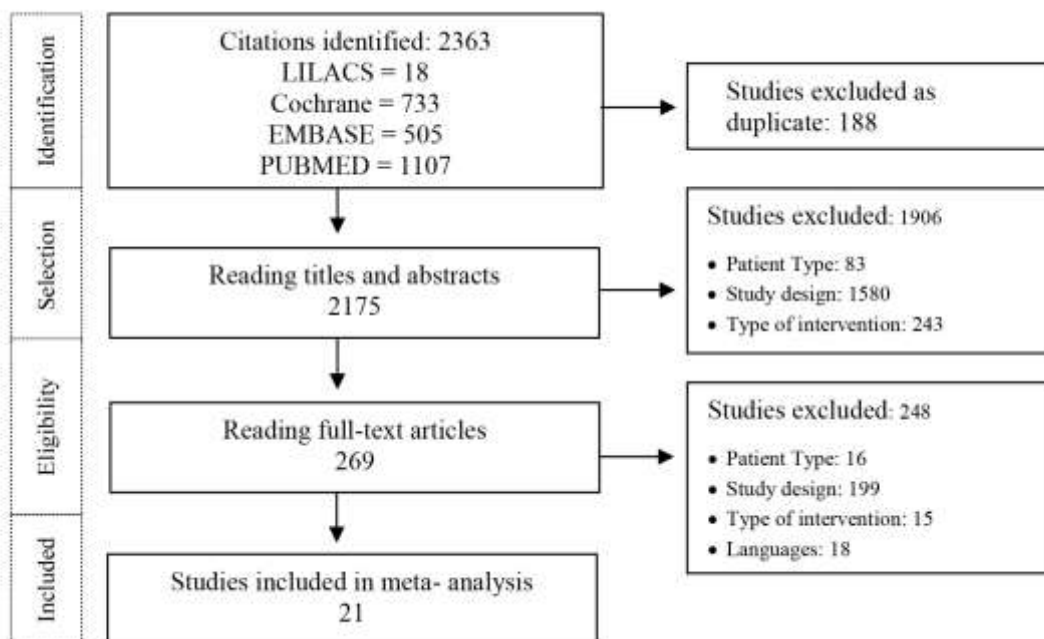 Identification
Citations identified: 2363
LILACS = 18
Cochrane = 733
EMBASE = 505
PUBMED = 1107
Studies excluded as
duplicate: 188
Selection
Reading titles and abstracts
2175
Studies excluded: 1906
• Patient Type: 83
• Study design: 1580
• Type of intervention: 243
Eligibility
Reading full-text articles
269
Studies excluded: 248
• Patient Type: 16
• Study design: 199
• Type of intervention: 15
• Languages: 18
Included
Studies included in meta- analysis
21